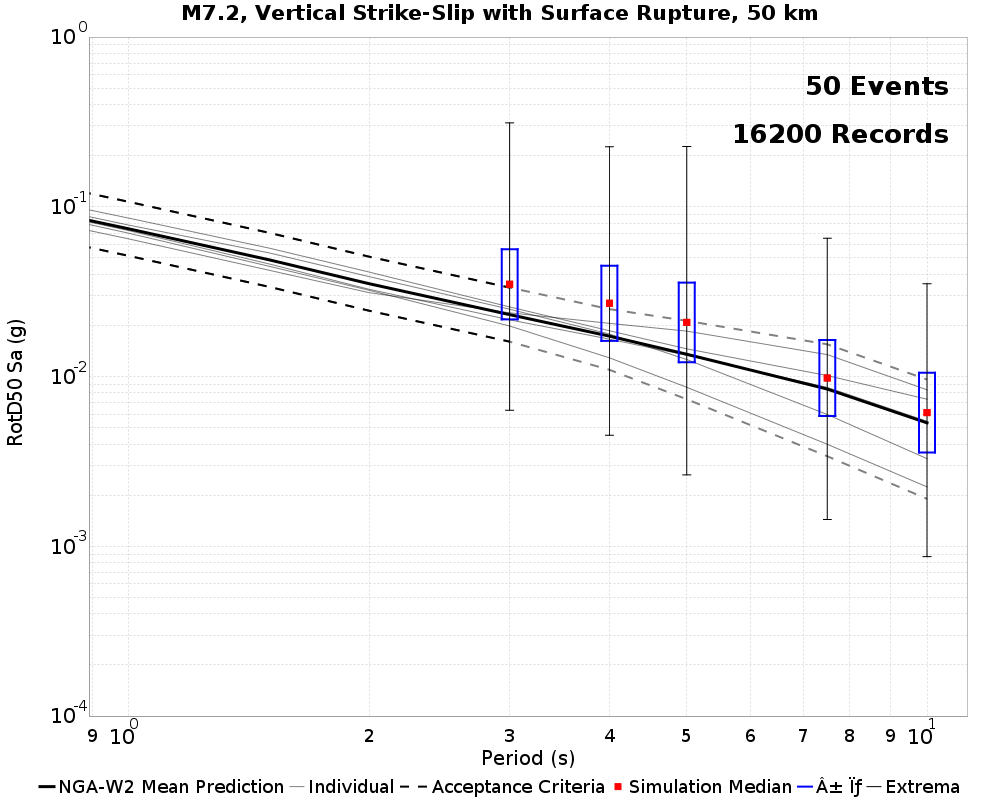 M7.2, Vertical Strike-Slip with Surface Rupture, 50 km
50 Events
16200 Records
10^0
10^-1
10^-2
10^-3
10^-4
RotD50 Sa (g)
9 10^0 2 3 4 5 6 7 8 9 10^1
Period (s)
NGA-W2 Mean Prediction Individual Acceptance Criteria Simulation Median Â± Ïƒ Extrema